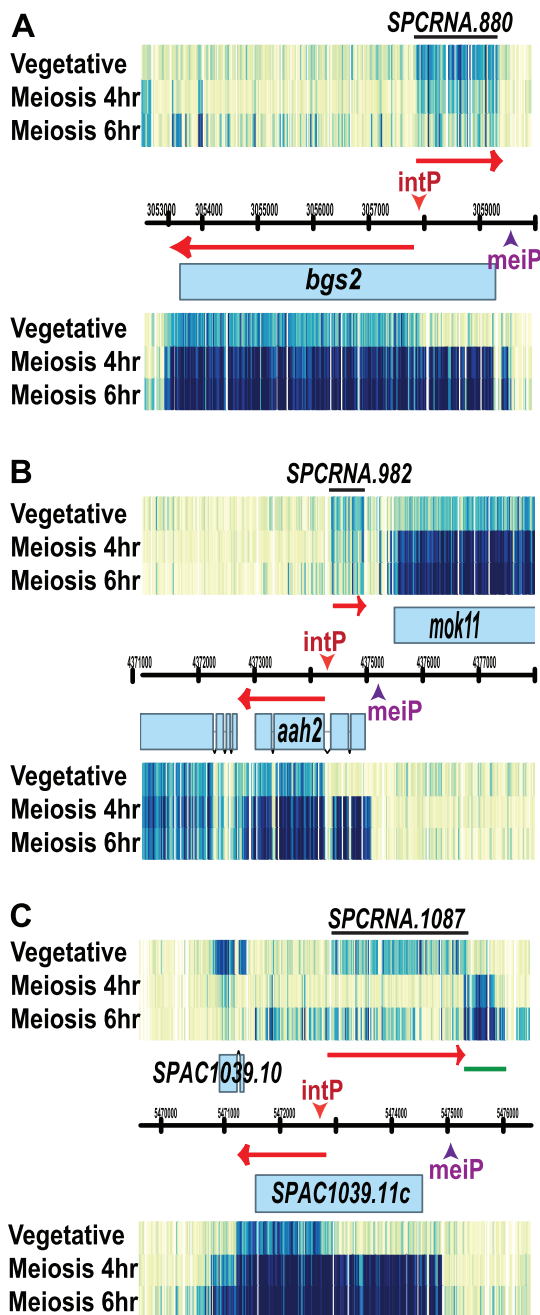 A
SPCRNA.880
Vegetative
Meiosis 4hr
Meiosis 6hr
intP
3053000 3054000 3055000 3056000 3057000 3059000
meiP
bgs2
Vegetative
Meiosis 4hr
Meiosis 6hr
B
SPCRNA.982
Vegetative
Meiosis 4hr
Meiosis 6hr
mok11
intP
4371000 4372000 4373000 4375000 4376000 4377000
meiP
aah2
Vegetative
Meiosis 4hr
Meiosis 6hr
C
SPCRNA.1087
Vegetative
Meiosis 4hr
Meiosis 6hr
SPAC1039.10
intP
5470000 5471000 5472000 5474000 5475000 5476000
meiP
SPAC1039.11c
Vegetative
Meiosis 4hr
Meiosis 6hr